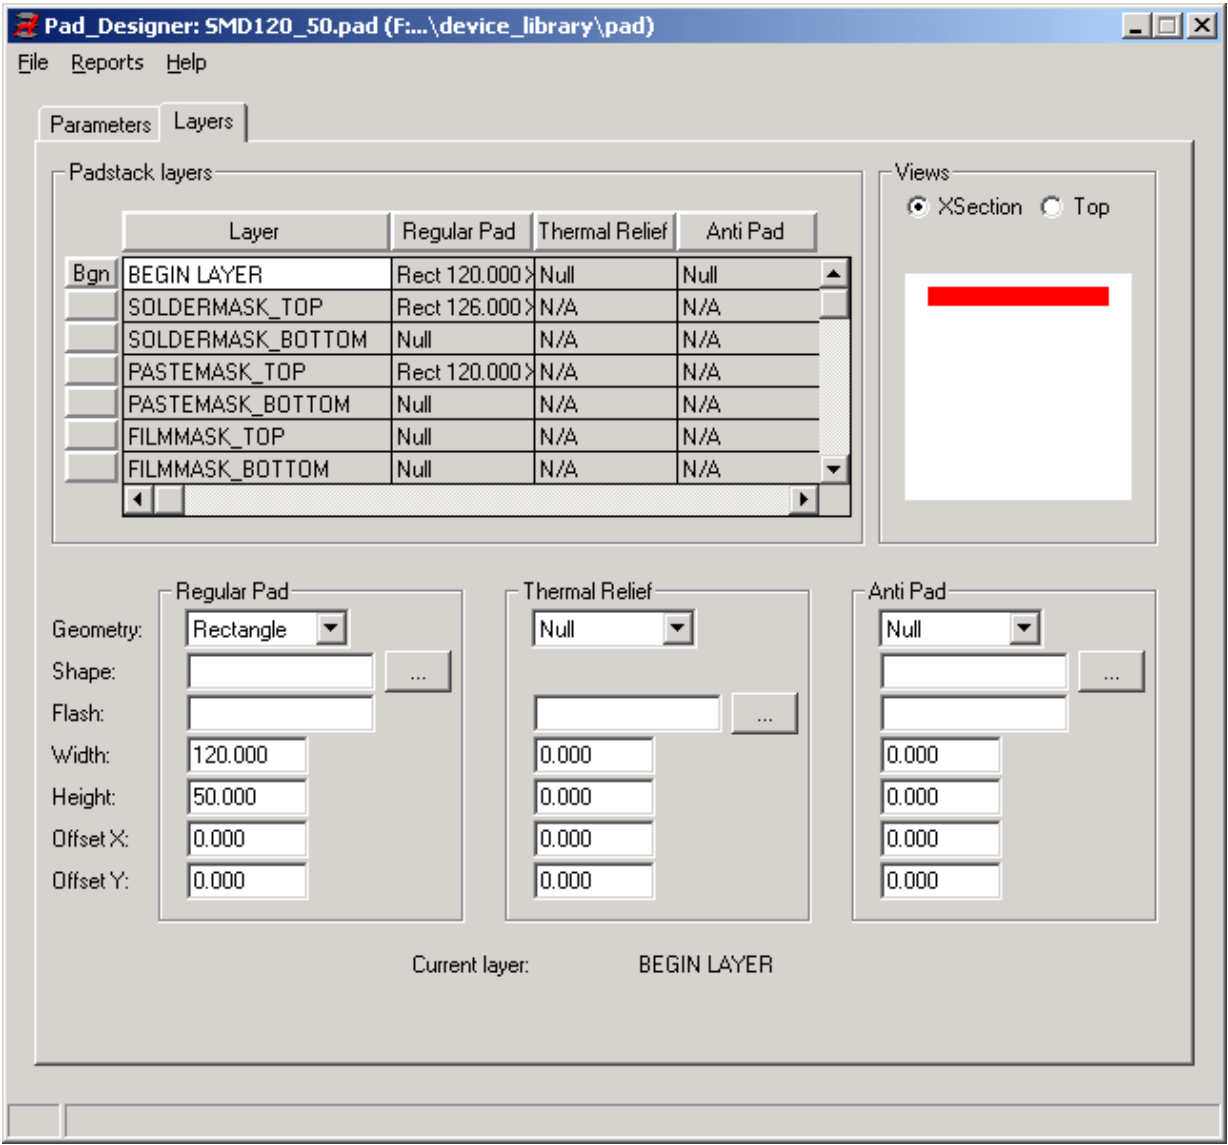 Pad_Designer: SMD120_50.pad (F:...\device_library\pad)
File Reports Help
Parameters Layers
Padstack layers
Views
XSection Top
Layer Regular Pad Thermal Relief Anti Pad
Bgn BEGIN LAYER Rect 120.000 X Null Null
SOLDERMASK_TOP Rect 126.000 X N/A N/A
SOLDERMASK_BOTTOM Null N/A N/A
PASTEMASK_TOP Rect 120.000 X N/A N/A
PASTEMASK_BOTTOM Null N/A N/A
FILMMASK_TOP Null N/A N/A
FILMMASK_BOTTOM Null N/A N/A
Regular Pad Thermal Relief Anti Pad
Geometry: Rectangle Null Null
Shape: ... ...
Flash: ...
Width: 120.000 0.000 0.000
Height: 50.000 0.000 0.000
Offset X: 0.000 0.000 0.000
Offset Y: 0.000 0.000 0.000
Current layer: BEGIN LAYER